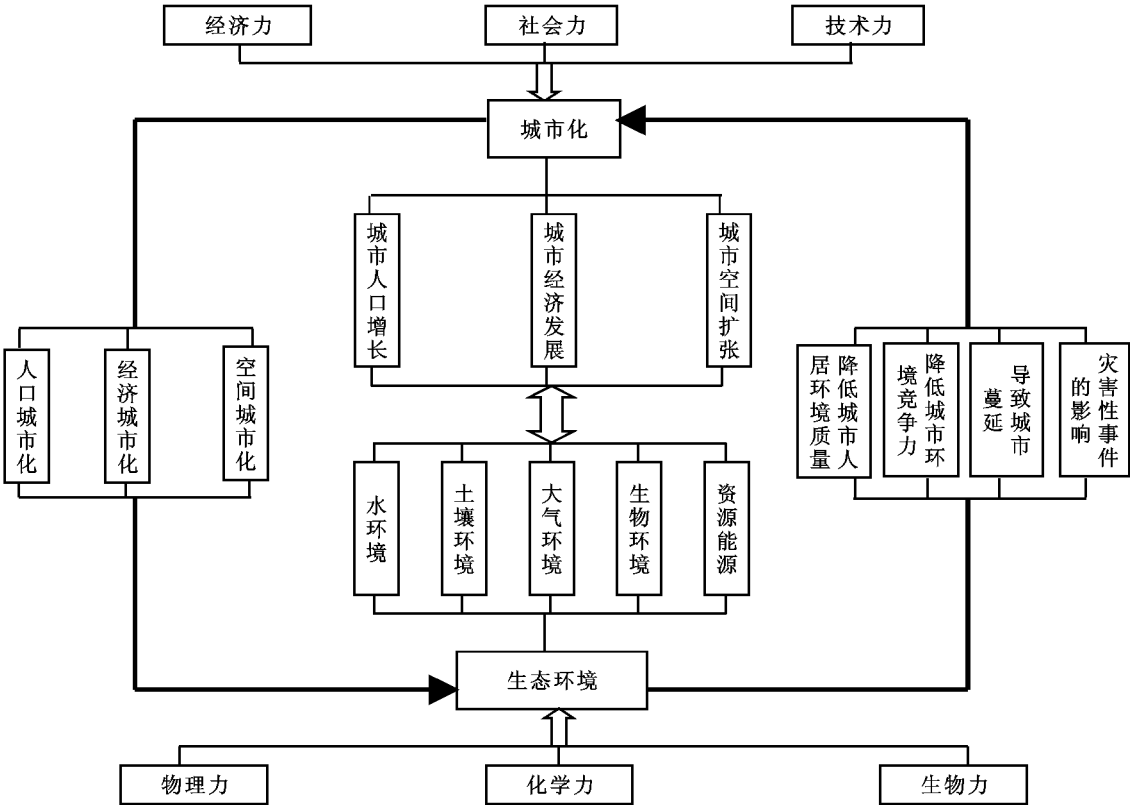 经济力
社会力
技术力
城市化
城市人口增长
城市经济发展
城市空间扩张
人口城市化
经济城市化
空间城市化
降低城市人
居环境质量
降低城市环
境竞争力
导致城市
蔓延
灾害性事件
的影响
水环境
土壤环境
大气环境
生物环境
资源能源
生态环境
物理力
化学力
生物力